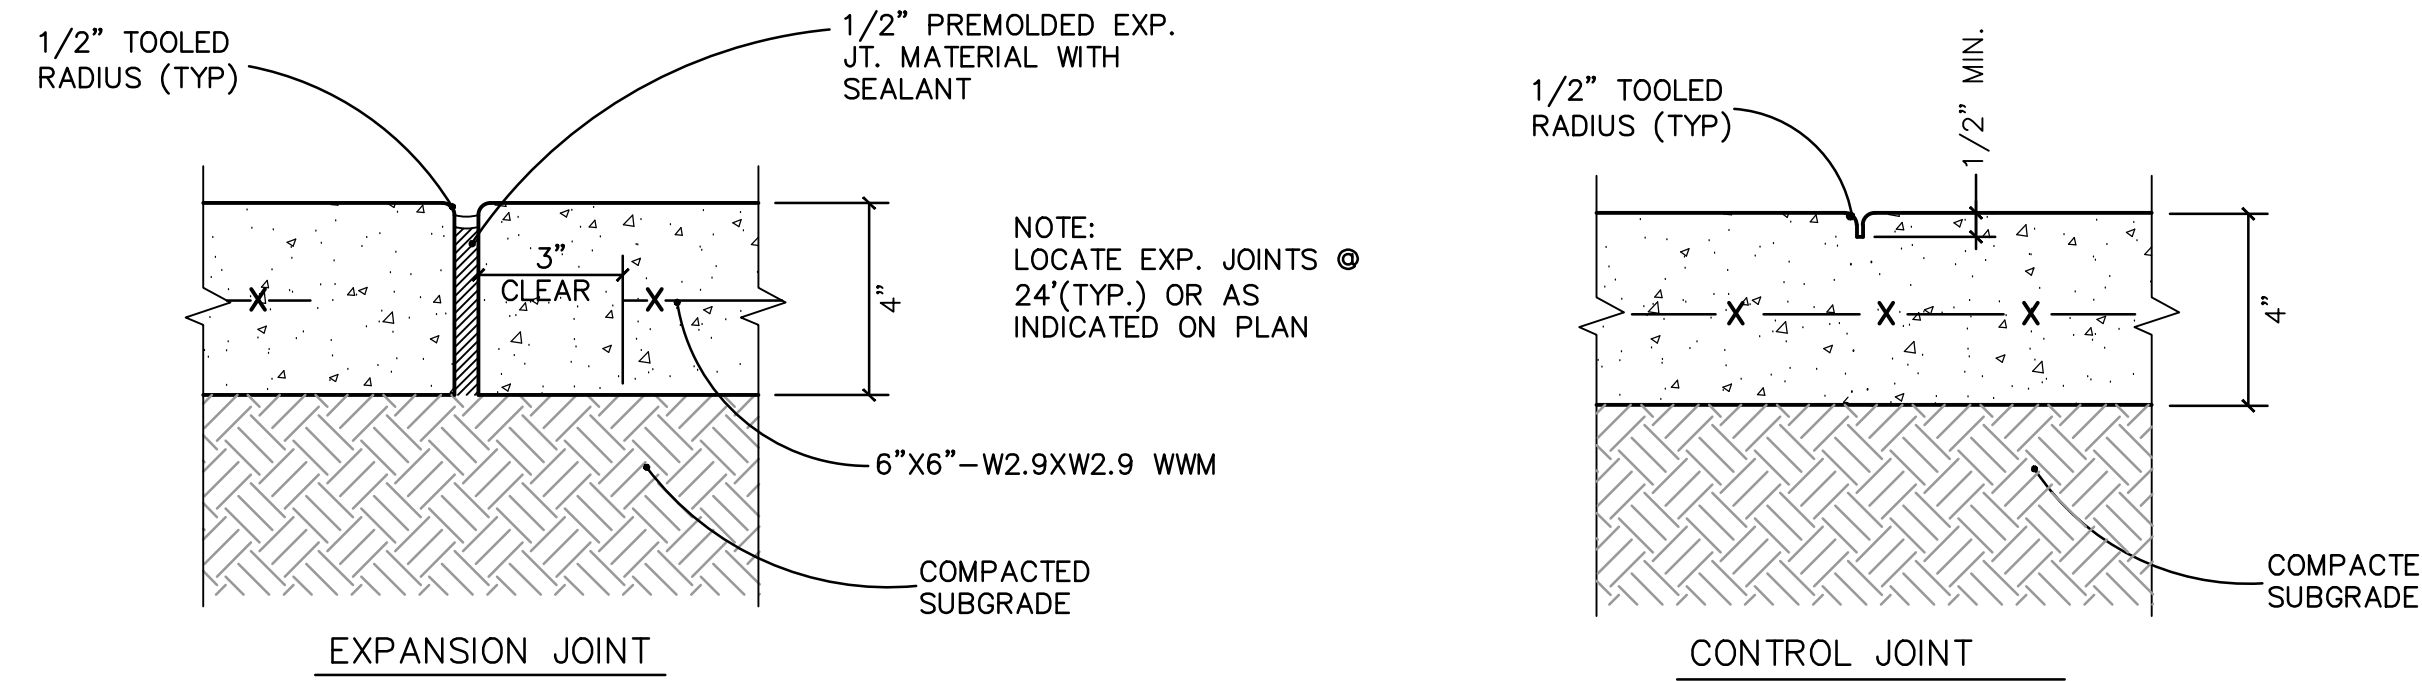 1/2" TOOLED
RADIUS (TYP)
1/2" PREMOLDED EXP.
JT. MATERIAL WITH
SEALANT
3"
CLEAR
X
X
4"
NOTE:
LOCATE EXP. JOINTS @
24'(TYP.) OR AS
INDICATED ON PLAN
6"X6"-W2.9XW2.9 WWM
COMPACTED
SUBGRADE
EXPANSION JOINT
1/2" TOOLED
RADIUS (TYP)
1/2" MIN.
X
X
X
4"
COMPACTE
SUBGRADE
CONTROL JOINT